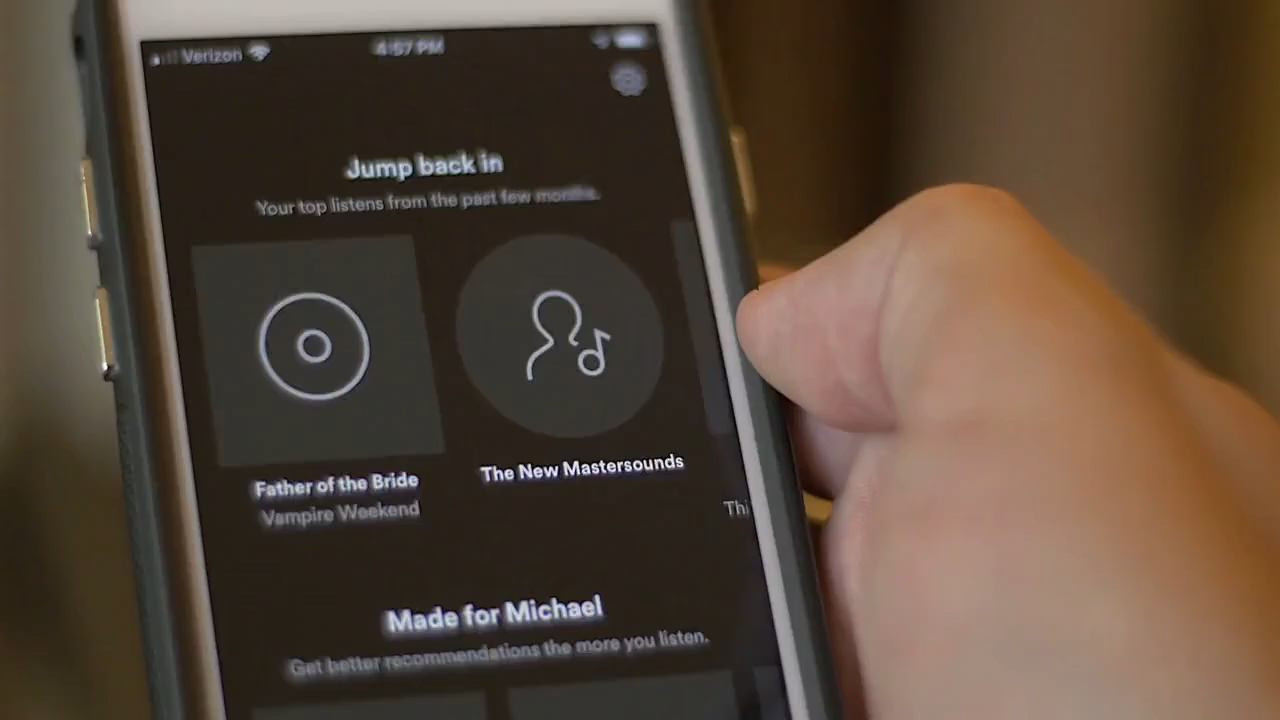 Verizon 4:57 PM
Jump back in
Your top listens from the past few months.
Father of the Bride
Vampire Weekend
The New Mastersounds
Thi
Made for Michael
Get better recommendations the more you listen.